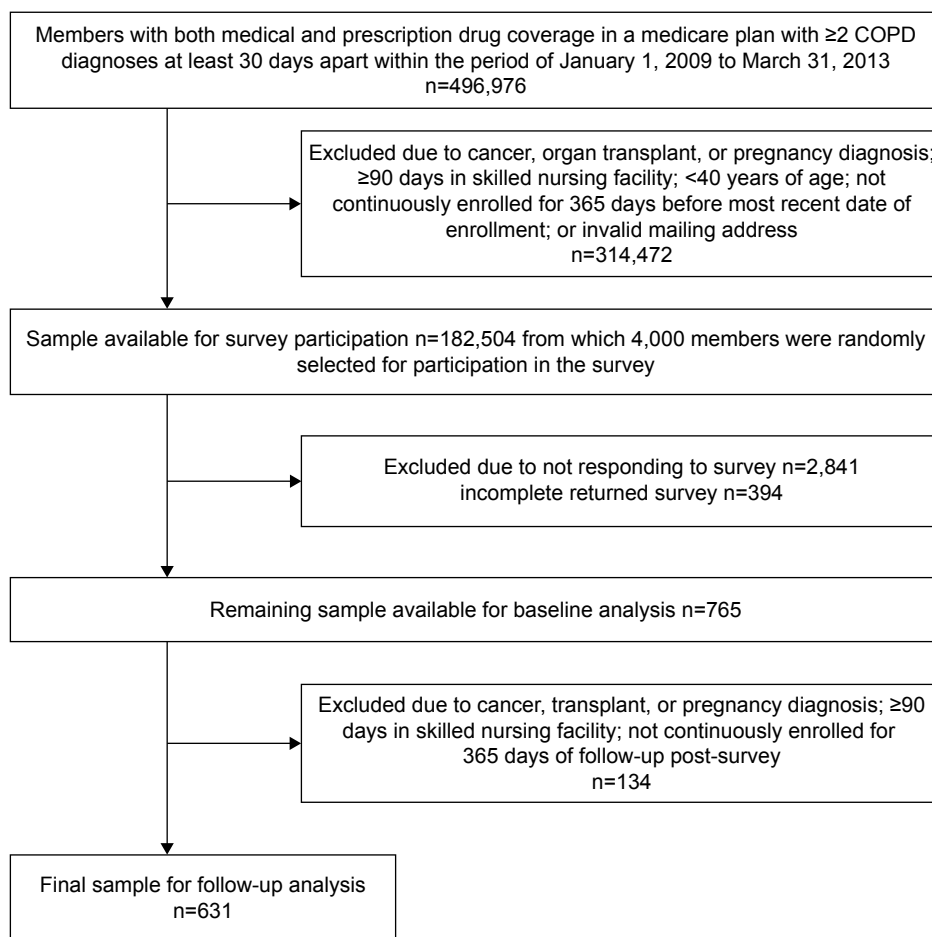 Members with both medical and prescription drug coverage in a medicare plan with ≥2 COPD
diagnoses at least 30 days apart within the period of January 1, 2009 to March 31, 2013
n=496,976
Excluded due to cancer, organ transplant, or pregnancy diagnosis;
≥90 days in skilled nursing facility; <40 years of age; not
continuously enrolled for 365 days before most recent date of
enrollment; or invalid mailing address
n=314,472
Sample available for survey participation n=182,504 from which 4,000 members were randomly
selected for participation in the survey
Excluded due to not responding to survey n=2,841
incomplete returned survey n=394
Remaining sample available for baseline analysis n=765
Excluded due to cancer, transplant, or pregnancy diagnosis; ≥90
days in skilled nursing facility; not continuously enrolled for
365 days of follow-up post-survey
n=134
Final sample for follow-up analysis
n=631